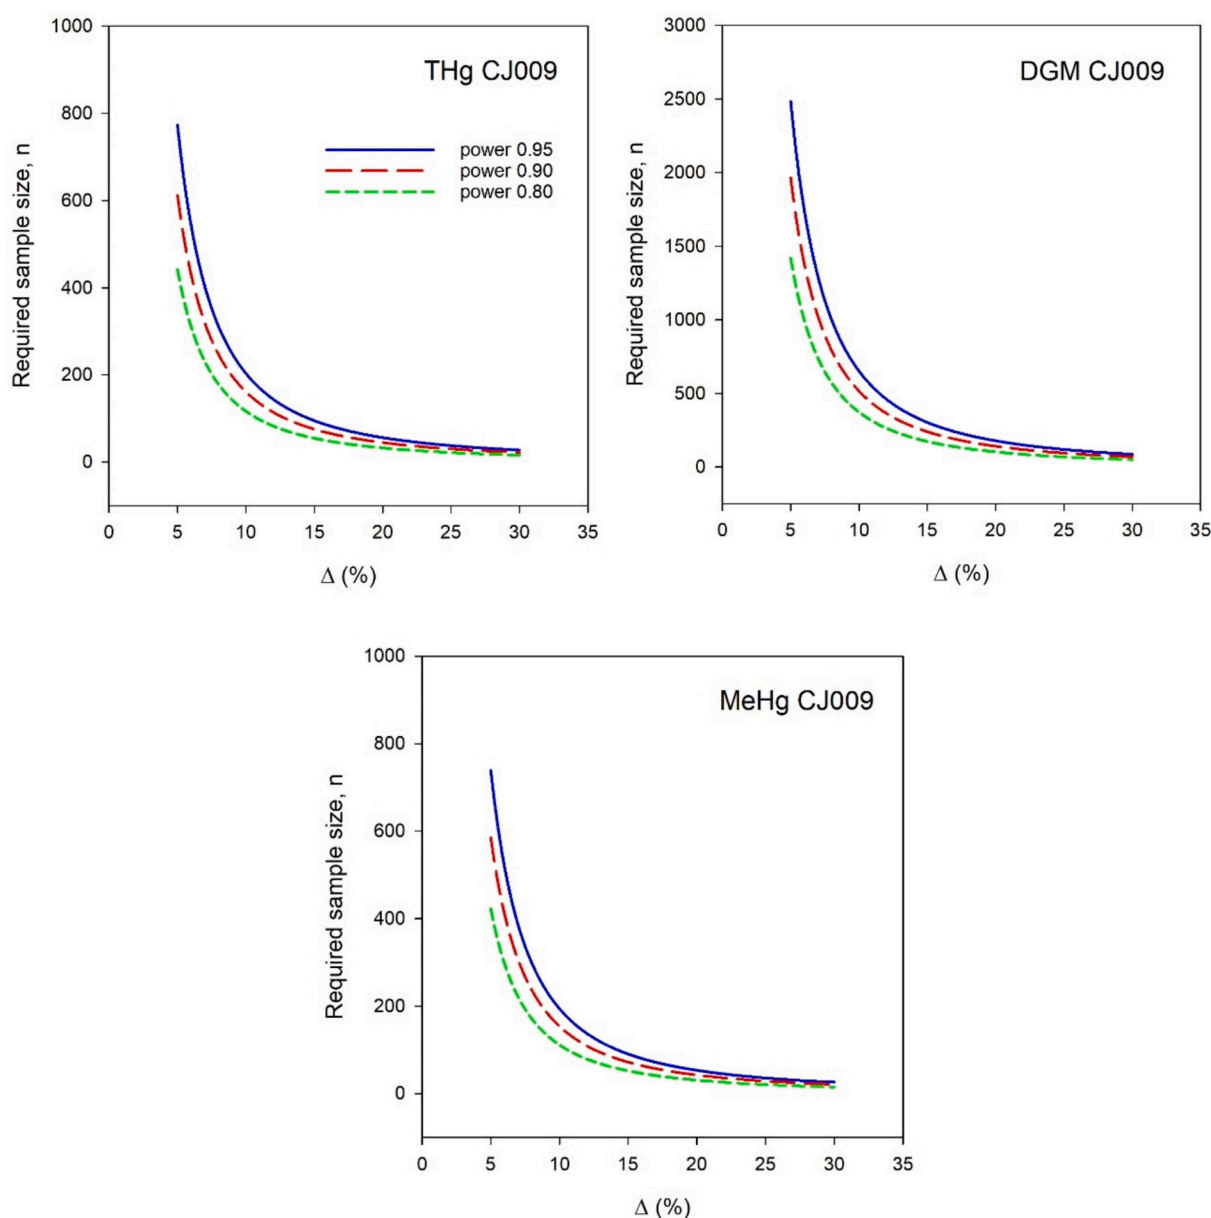 THg CJ009
Required sample size, n
1000
800
600
400
200
0
power 0.95
power 0.90
power 0.80
0 5 10 15 20 25 30 35
Δ (%)
DGM CJ009
Required sample size, n
3000
2500
2000
1500
1000
500
0
0 5 10 15 20 25 30 35
Δ (%)
MeHg CJ009
Required sample size, n
1000
800
600
400
200
0
0 5 10 15 20 25 30 35
Δ (%)